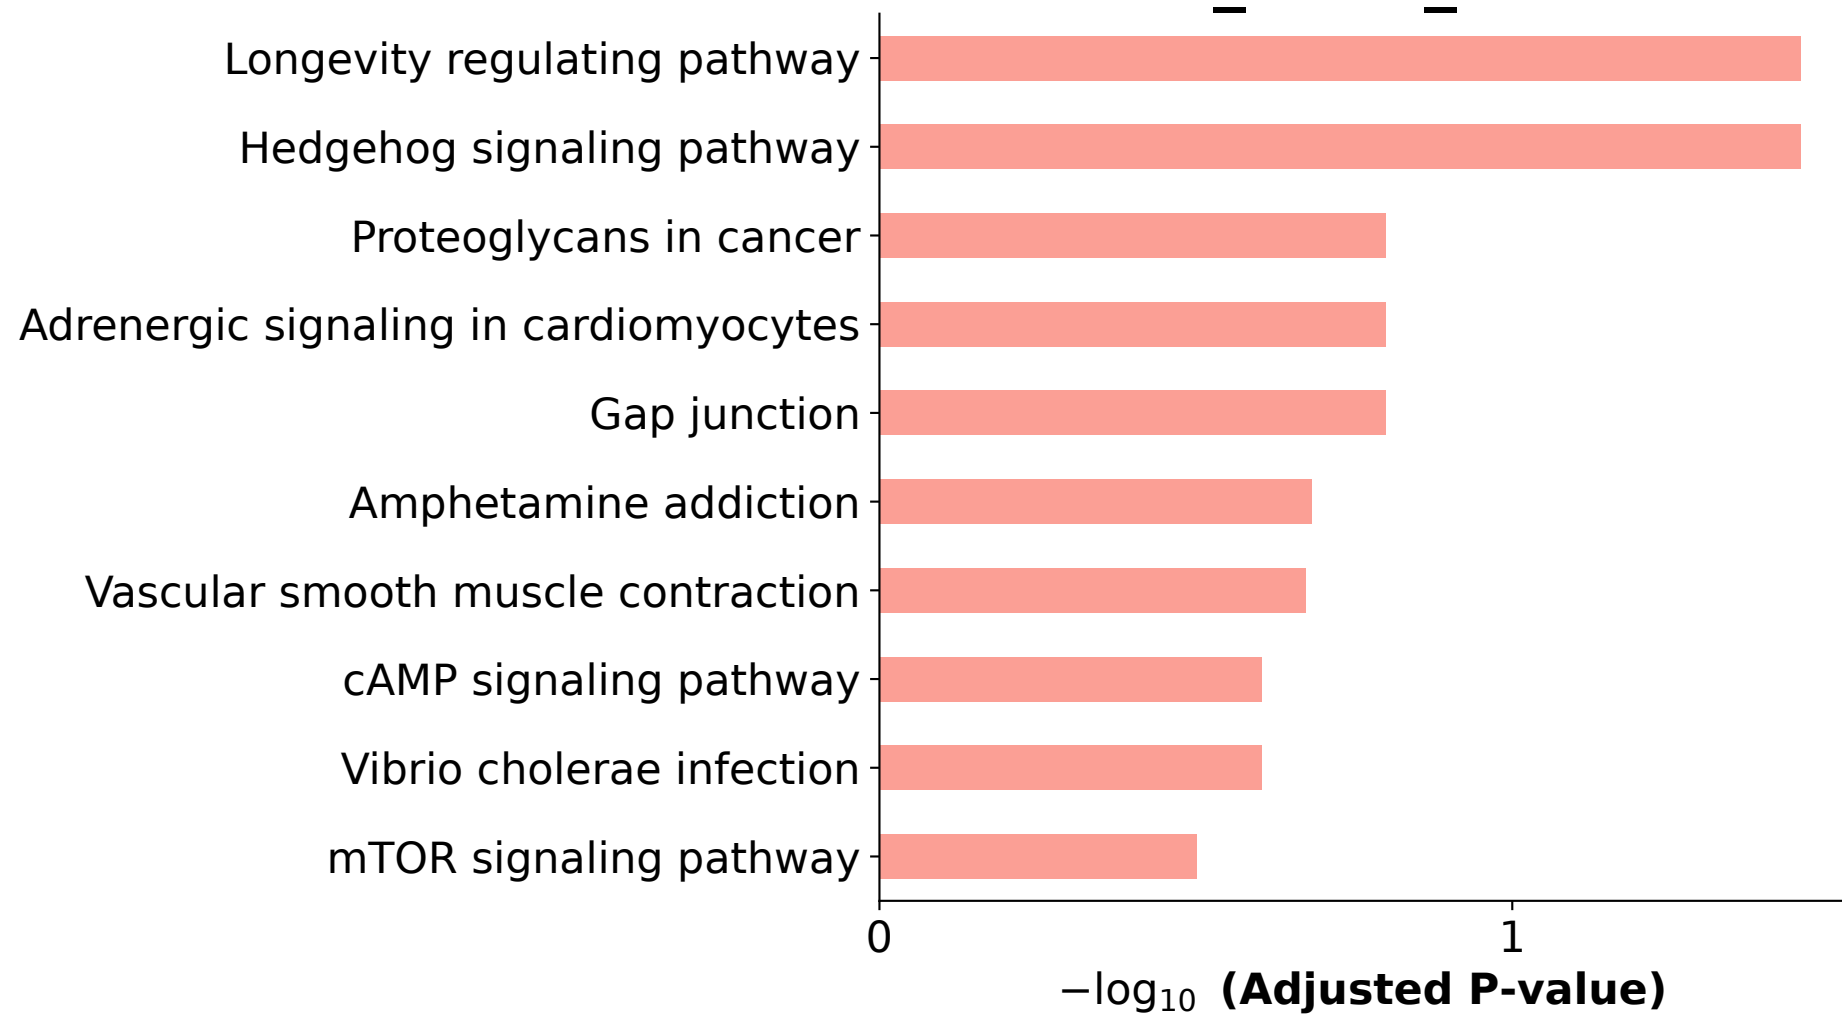 Longevity regulating pathway
Hedgehog signaling pathway
Proteoglycans in cancer
Adrenergic signaling in cardiomyocytes
Gap junction
Amphetamine addiction
Vascular smooth muscle contraction
cAMP signaling pathway
Vibrio cholerae infection
mTOR signaling pathway
0 1
−log₁₀ (Adjusted P-value)